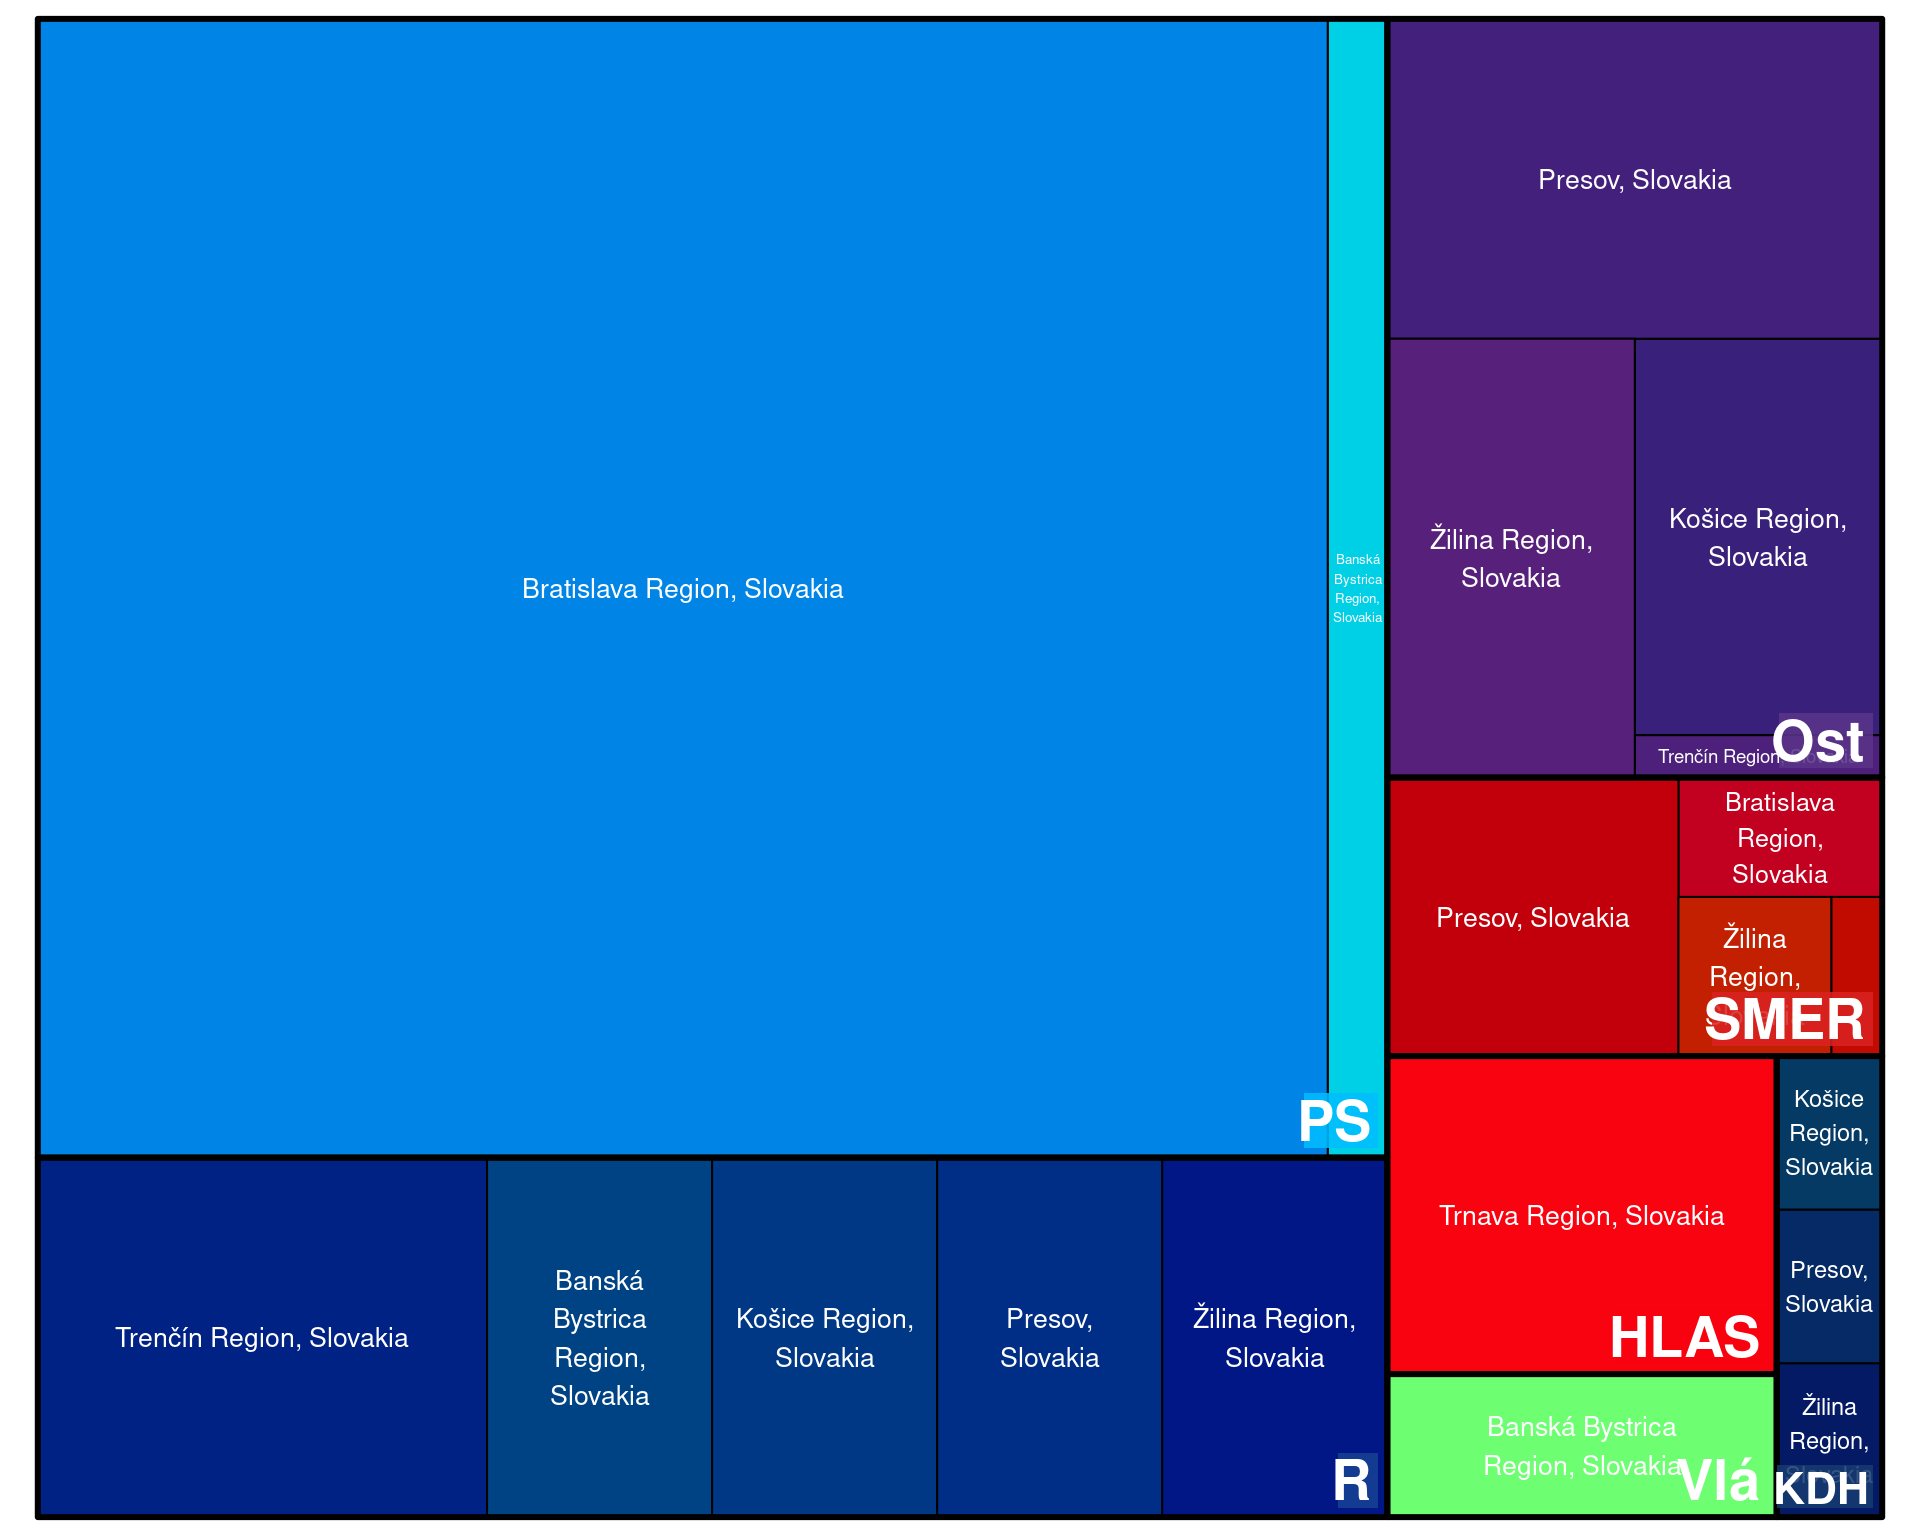 Bratislava Region, Slovakia
Banská
Bystrica
Region,
Slovakia
PS
Trenčín Region, Slovakia
Banská
Bystrica
Region,
Slovakia
Košice Region,
Slovakia
Presov,
Slovakia
Žilina Region,
Slovakia
R
Presov, Slovakia
Žilina Region,
Slovakia
Košice Region,
Slovakia
Trenčín Region
Ost
Presov, Slovakia
Bratislava
Region,
Slovakia
Žilina
Region,
SMER
Trnava Region, Slovakia
HLAS
Banská Bystrica
Region, Slovakia
Vlá
Košice
Region,
Slovakia
Presov,
Slovakia
Žilina
Region,
KDH